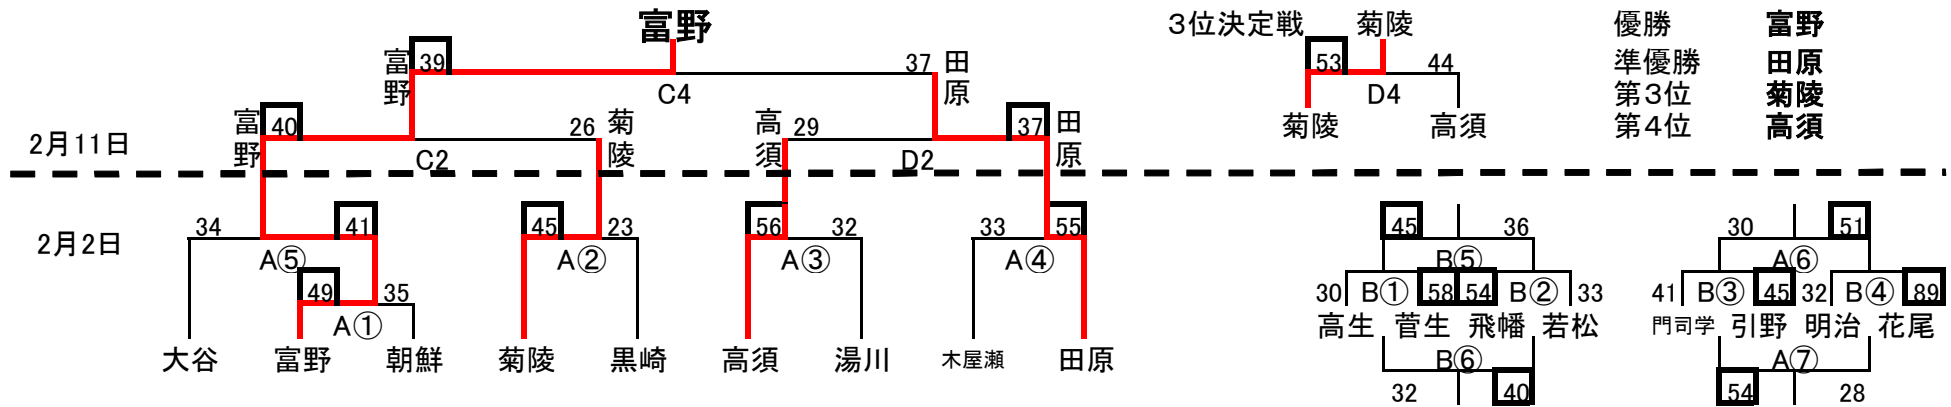 富野
3位決定戦 菊陵
優勝 富野
富野 39 37 田原
53 44
準優勝 田原
C4
D4
第3位 菊陵
富野 40 26 菊陵 高須 29 37 田原
菊陵 高須
第4位 高須
2月11日
C2 D2
34 41 45 23 56 32 33 55
45 36 30 51
2月2日
A⑤ A② A③ A④
B⑤ A⑥
49 35
30 B① 58 54 B② 33 41 B③ 45 32 B④ 89
A①
高生 菅生 飛幡 若松 門司学 引野 明治 花尾
大谷 富野 朝鮮 菊陵 黒崎 高須 湯川 木屋瀬 田原
B⑥ A⑦
32 40 54 28